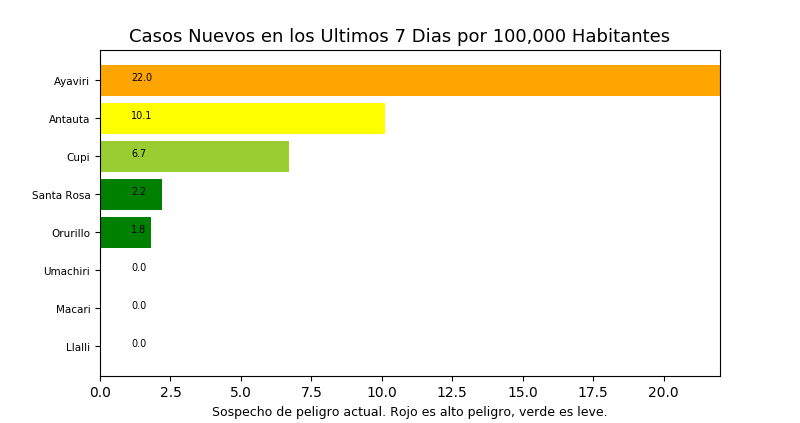 Casos Nuevos en los Ultimos 7 Dias por 100,000 Habitantes
Ayaviri 22.0
Antauta 10.1
Cupi 6.7
Santa Rosa 2.2
Orurillo 1.8
Umachiri 0.0
Macari 0.0
Llalli 0.0
0.0 2.5 5.0 7.5 10.0 12.5 15.0 17.5 20.0
Sospecho de peligro actual. Rojo es alto peligro, verde es leve.